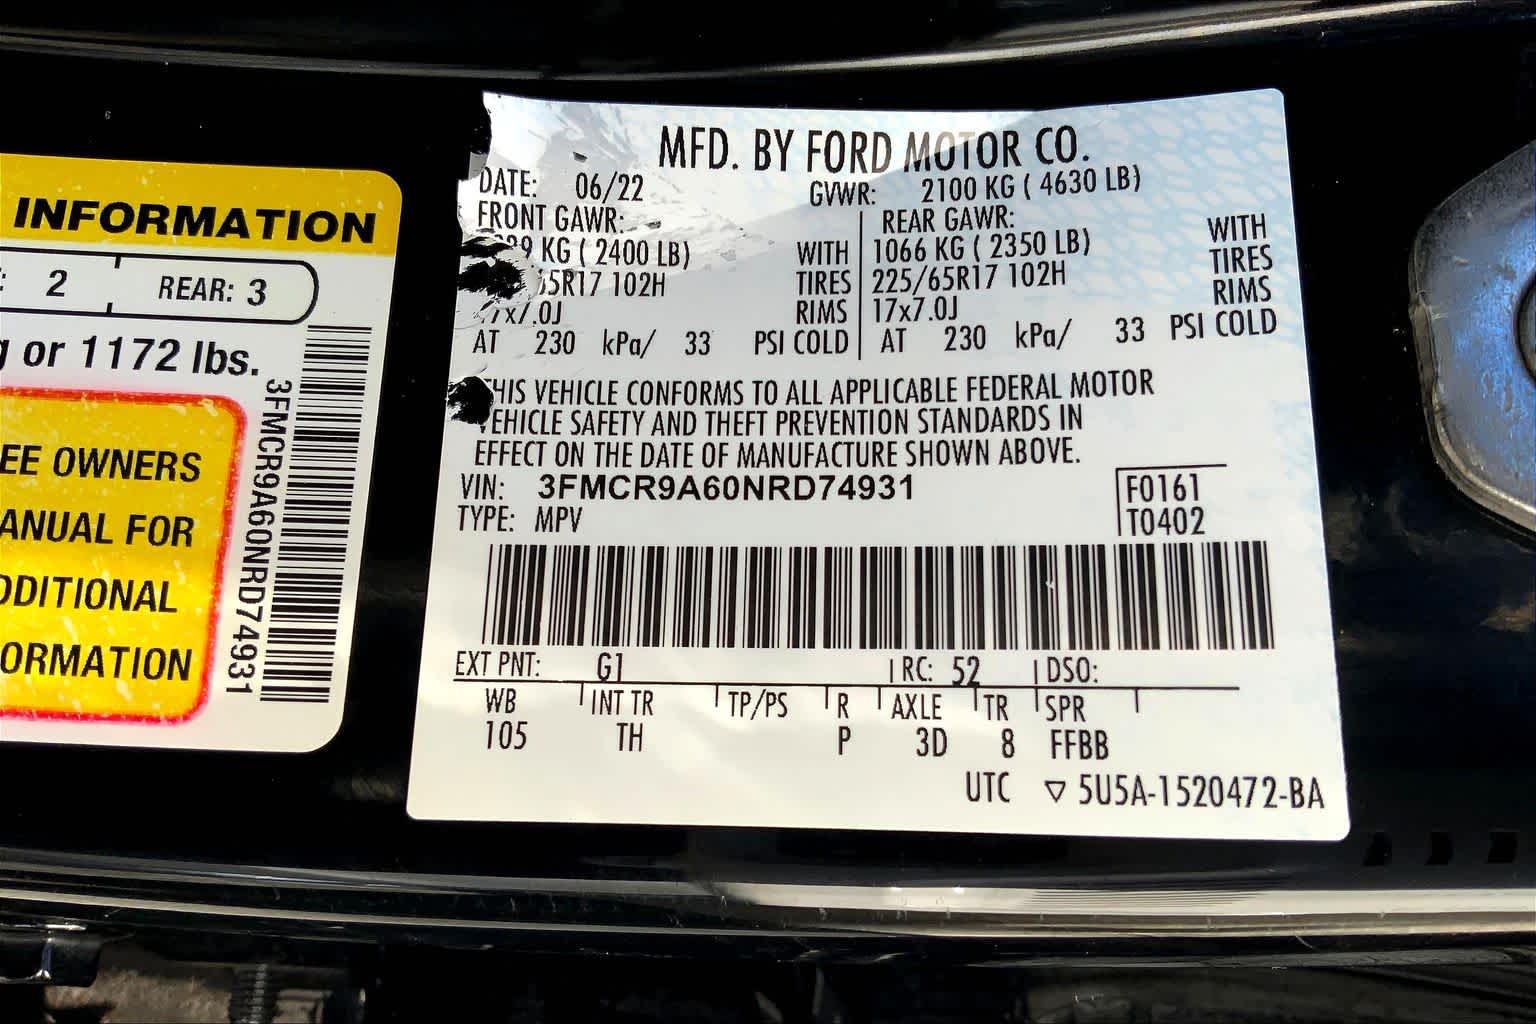 INFORMATION
: 2 REAR: 3
or 1172 lbs.
EE OWNERS
ANUAL FOR
DDITIONAL
ORMATION
3FMCR9A60NRD74931
MFD. BY FORD MOTOR CO.
DATE: 06/22 GVWR: 2100 KG ( 4630 LB)
FRONT GAWR: REAR GAWR: WITH
KG ( 2400 LB) WITH 1066 KG ( 2350 LB) TIRES
5R17 102H TIRES 225/65R17 102H RIMS
17x7.0J RIMS 17x7.0J
AT 230 kPa/ 33 PSI COLD AT 230 kPa/ 33 PSI COLD
THIS VEHICLE CONFORMS TO ALL APPLICABLE FEDERAL MOTOR
VEHICLE SAFETY AND THEFT PREVENTION STANDARDS IN
EFFECT ON THE DATE OF MANUFACTURE SHOWN ABOVE.
VIN: 3FMCR9A60NRD74931 F0161
TYPE: MPV T0402
EXT PNT: G1 RC: 52 DSO:
WB INT TR TP/PS R AXLE TR SPR
105 TH P 3D 8 FFBB
UTC ▽ 5U5A-1520472-BA